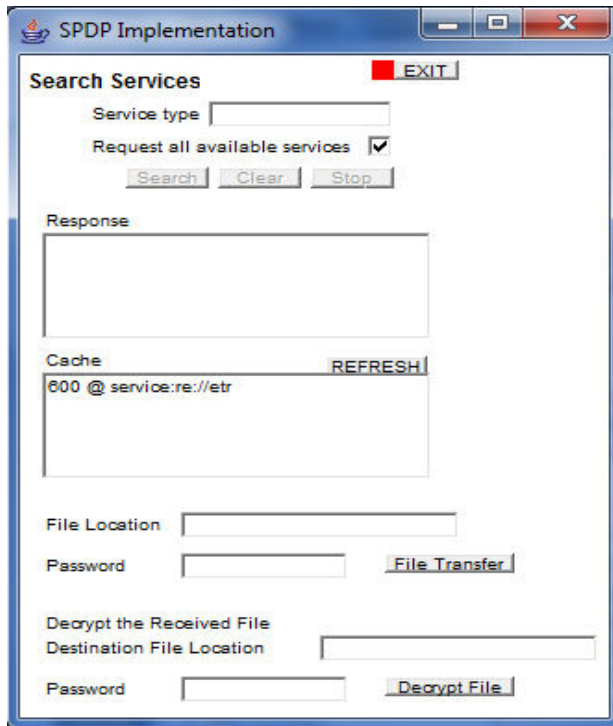 SPDP Implementation
EXIT
Search Services
Service type
Request all available services
Search Clear Stop
Response
Cache
REFRESH
600 @ service:re://etr
File Location
Password
File Transfer
Decrypt the Received File
Destination File Location
Password
Decrypt File